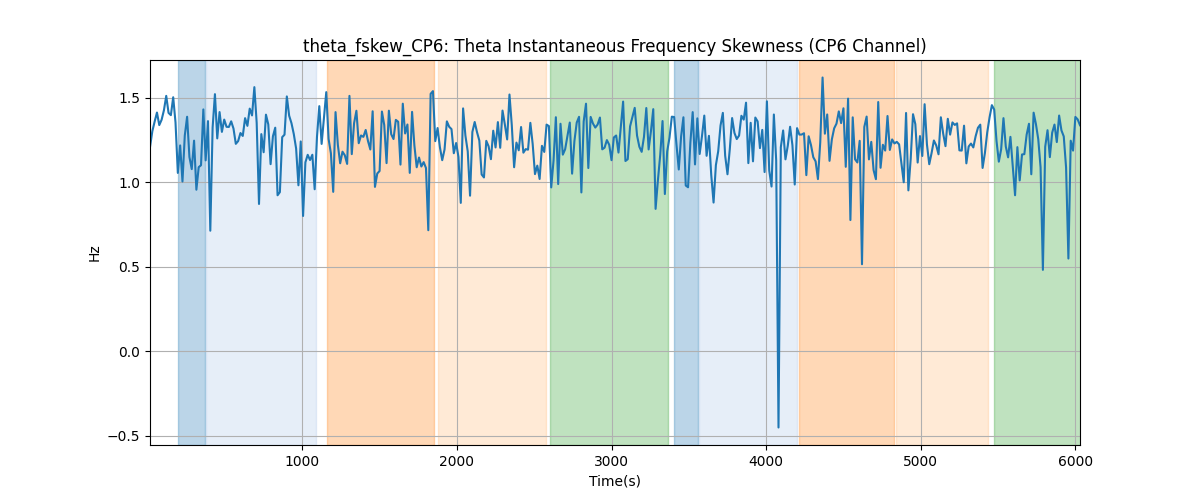 theta_fskew_CP6: Theta Instantaneous Frequency Skewness (CP6 Channel)
Hz
1.5
1.0
0.5
0.0
−0.5
1000 2000 3000 4000 5000 6000
Time(s)